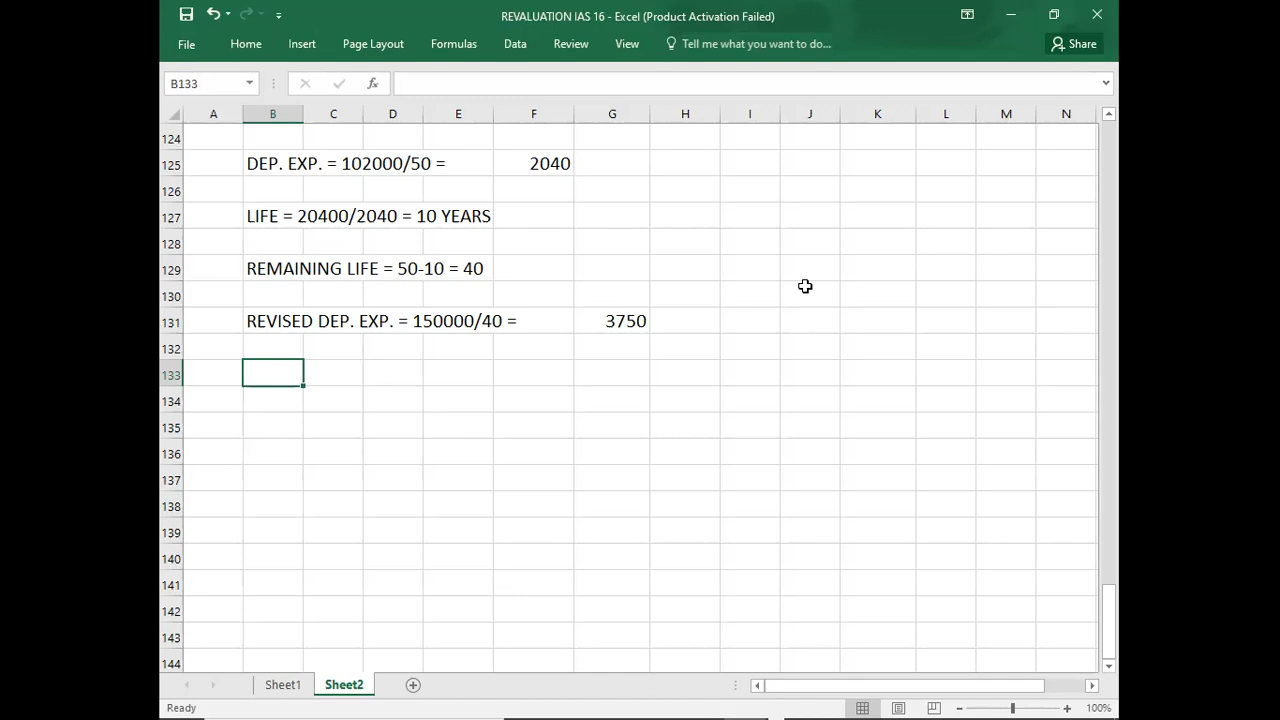 REVALUATION IAS 16 - Excel (Product Activation Failed)
File Home Insert Page Layout Formulas Data Review View Tell me what you want to do... Share
B133 fx
A B C D E F G H I J K L M N
124
125 DEP. EXP. = 102000/50 = 2040
126
127 LIFE = 20400/2040 = 10 YEARS
128
129 REMAINING LIFE = 50-10 = 40
130
131 REVISED DEP. EXP. = 150000/40 = 3750
132
133
134
135
136
137
138
139
140
141
142
143
144
Sheet1 Sheet2
Ready 100%